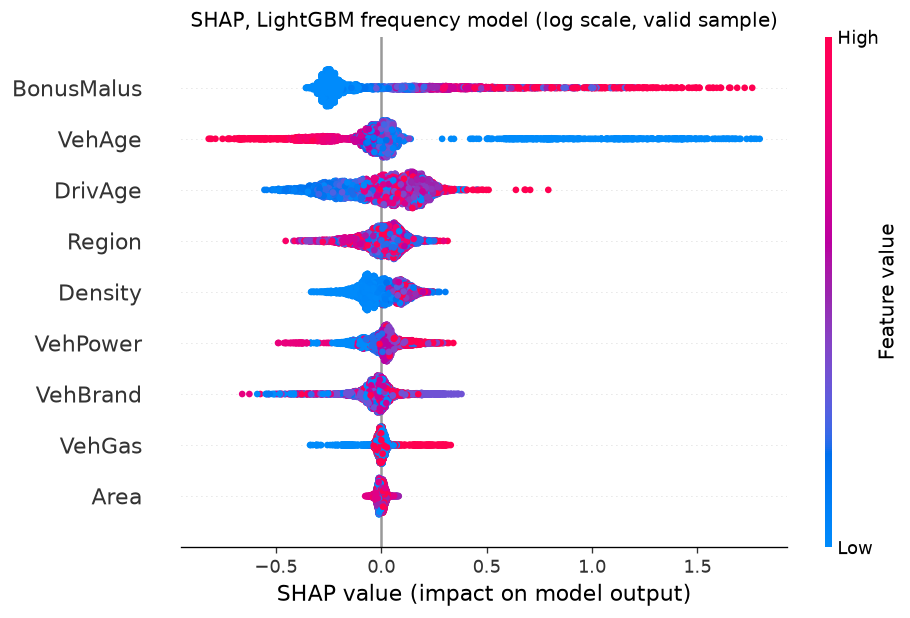 SHAP, LightGBM frequency model (log scale, valid sample)
High
BonusMalus
VehAge
DrivAge
Region
Density
VehPower
VehBrand
VehGas
Area
Feature value
Low
−0.5 0.0 0.5 1.0 1.5
SHAP value (impact on model output)